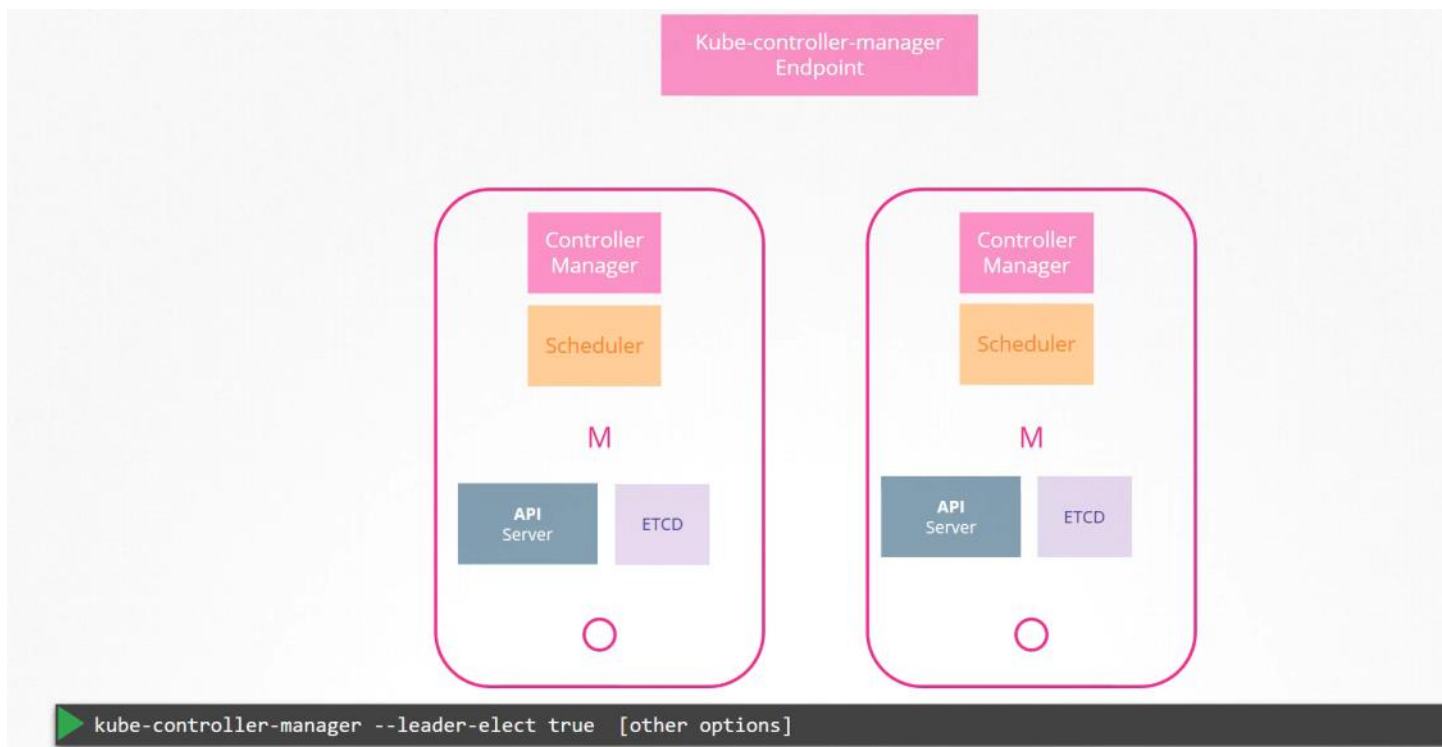 Kube-controller-manager
Endpoint
Controller
Manager
Scheduler
M
API
Server
ETCD
Controller
Manager
Scheduler
M
API
Server
ETCD
kube-controller-manager --leader-elect true [other options]